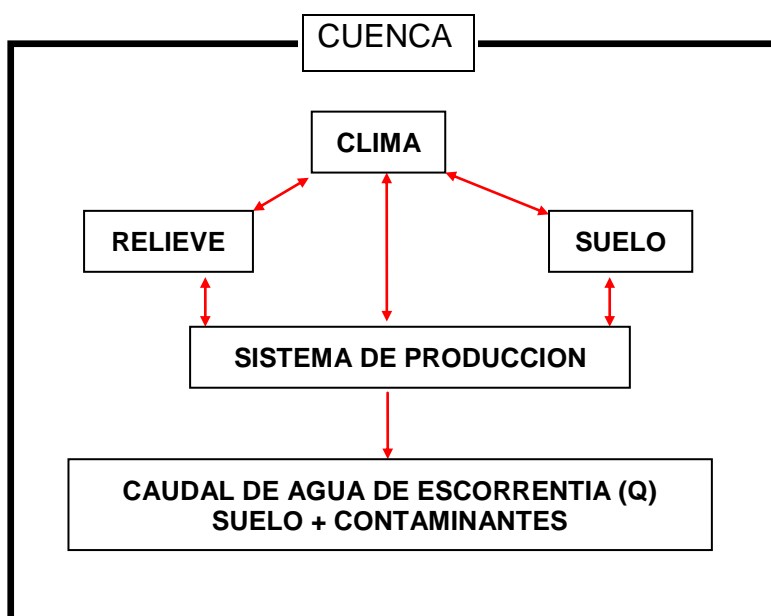 CUENCA
CLIMA
RELIEVE
SUELO
SISTEMA DE PRODUCCION
CAUDAL DE AGUA DE ESCORRENTIA (Q)
SUELO + CONTAMINANTES